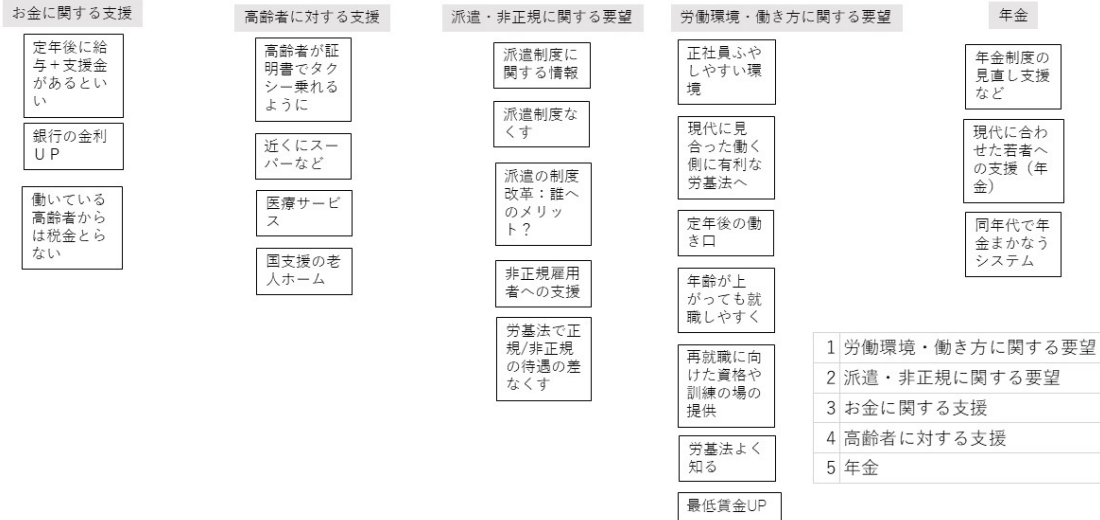 お金に関する支援
定年後に給
与＋支援金
があるとい
い
銀行の金利
ＵＰ
働いている
高齢者から
は税金とら
ない
高齢者に対する支援
高齢者が証
明書でタク
シー乗れる
ように
近くにスー
パーなど
医療サービ
ス
国支援の老
人ホーム
派遣・非正規に関する要望
派遣制度に
関する情報
派遣制度な
くす
派遣の制度
改革：誰へ
のメリッ
ト？
非正規雇用
者への支援
労基法で正
規/非正規
の待遇の差
なくす
労働環境・働き方に関する要望
正社員ふや
しやすい環
境
現代に見
合った働く
側に有利な
労基法へ
定年後の働
き口
年齢が上
がっても就
職しやすく
再就職に向
けた資格や
訓練の場の
提供
労基法よく
知る
最低賃金UP
年金
年金制度の
見直し支援
など
現代に合わ
せた若者へ
の支援（年
金）
同年代で年
金まかなう
システム
1 労働環境・働き方に関する要望
2 派遣・非正規に関する要望
3 お金に関する支援
4 高齢者に対する支援
5 年金